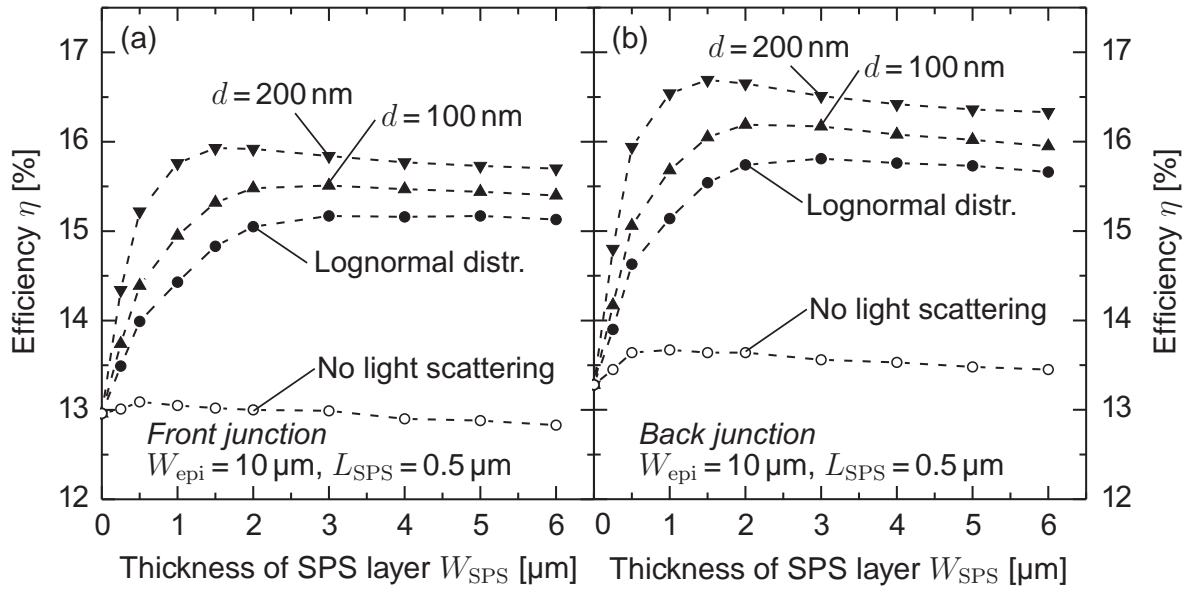 (a)
(b)
17
16
15
14
13
12
Efficiency η [%]
d = 200 nm
d = 100 nm
Lognormal distr.
No light scattering
Front junction
W_epi = 10 µm, L_SPS = 0.5 µm
0 1 2 3 4 5 6
Thickness of SPS layer W_SPS [µm]
d = 200 nm
d = 100 nm
Lognormal distr.
No light scattering
Back junction
W_epi = 10 µm, L_SPS = 0.5 µm
0 1 2 3 4 5 6
Thickness of SPS layer W_SPS [µm]
17
16
15
14
13
12
Efficiency η [%]